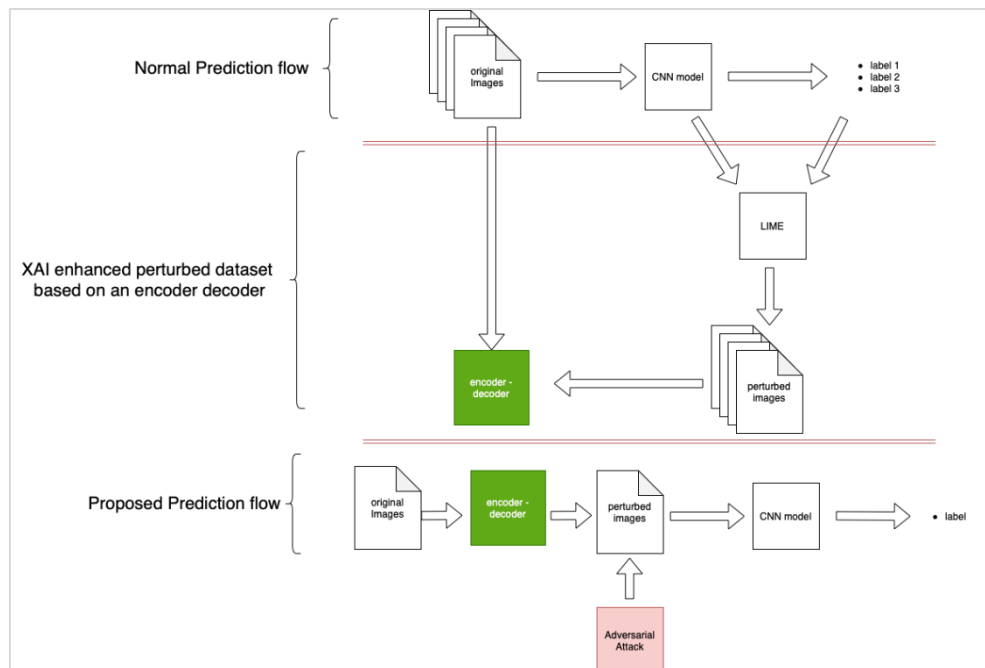 Normal Prediction flow
original
Images
CNN model
• label 1
• label 2
• label 3
XAI enhanced perturbed dataset
based on an encoder decoder
LIME
encoder -
decoder
perturbed
images
Proposed Prediction flow
original
Images
encoder -
decoder
perturbed
images
CNN model
• label
Adversarial
Attack